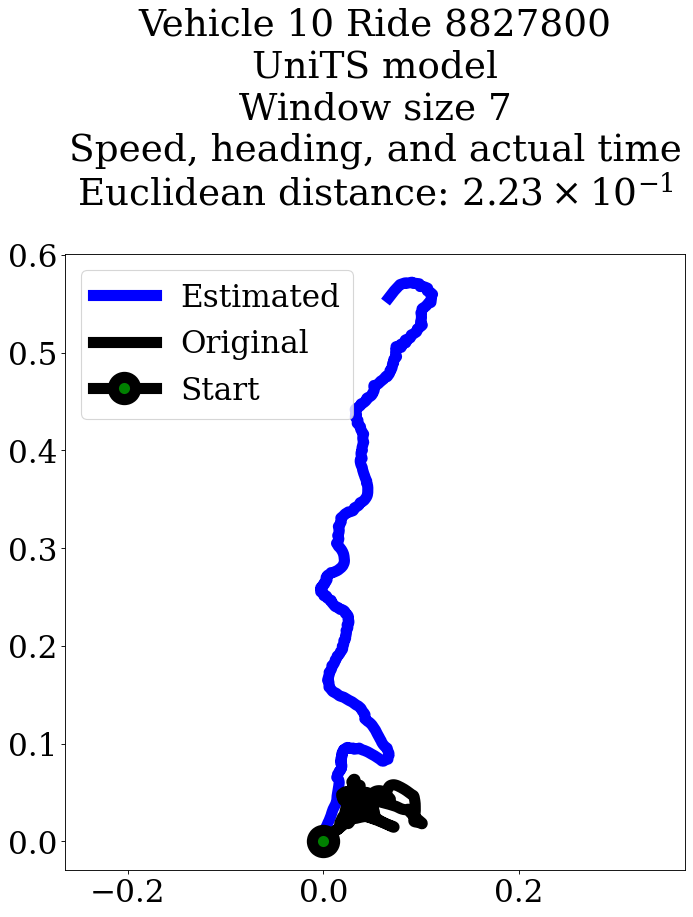 Vehicle 10 Ride 8827800
UniTS model
Window size 7
Speed, heading, and actual time
Euclidean distance: 2.23 × 10⁻¹
0.6
Estimated
0.5
Original
Start
0.4
0.3
0.2
0.1
0.0
−0.2 0.0 0.2